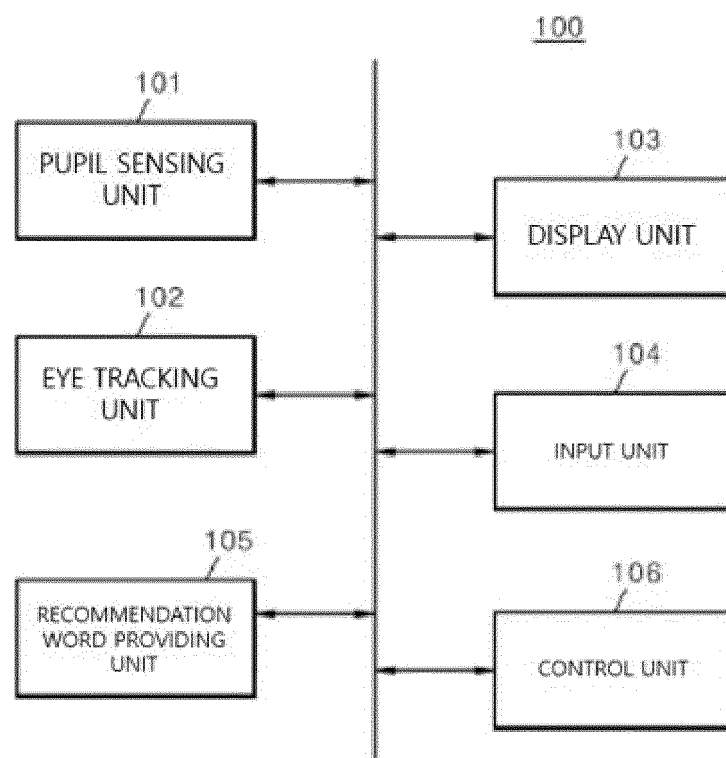 100
101
PUPIL SENSING
UNIT
103
DISPLAY UNIT
102
EYE TRACKING
UNIT
104
INPUT UNIT
105
RECOMMENDATION
WORD PROVIDING
UNIT
106
CONTROL UNIT